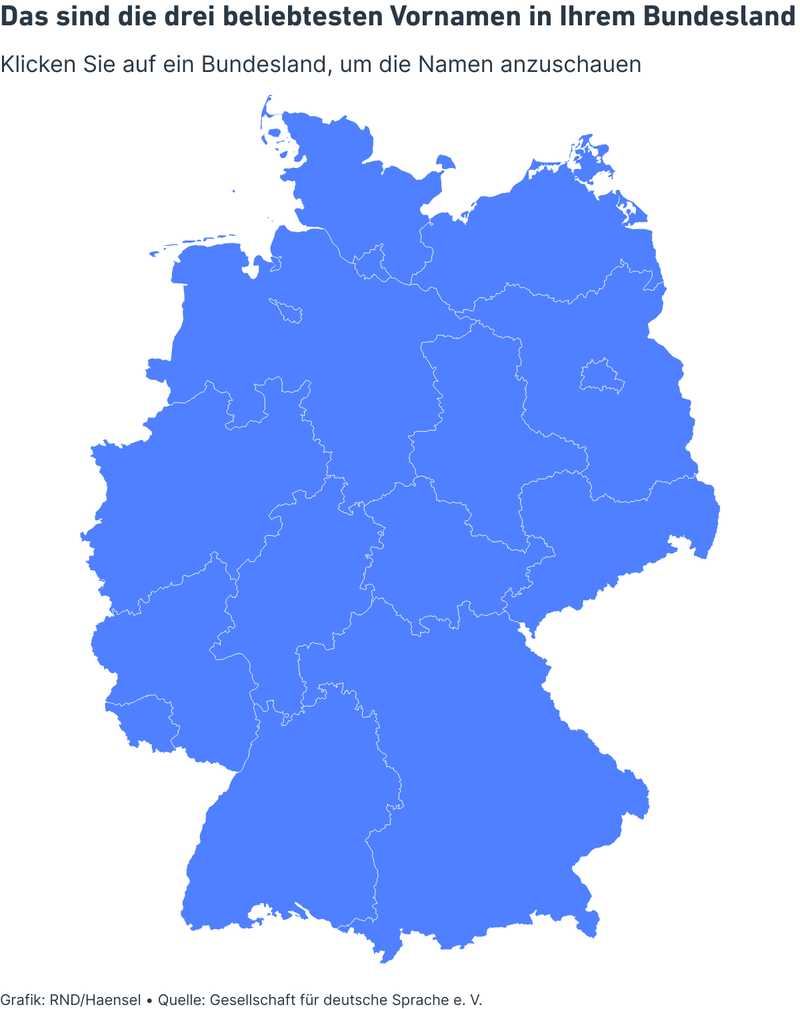 Das sind die drei beliebtesten Vornamen in Ihrem Bundesland
Klicken Sie auf ein Bundesland, um die Namen anzuschauen
Grafik: RND/Haensel • Quelle: Gesellschaft für deutsche Sprache e. V.